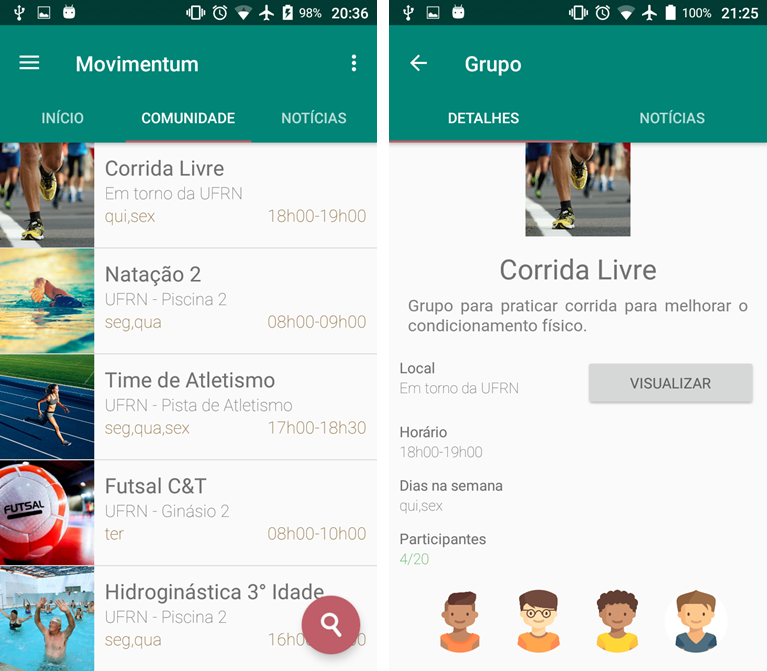 98% 20:36
Movimentum
INÍCIO COMUNIDADE NOTÍCIAS
Corrida Livre
Em torno da UFRN
qui,sex 18h00-19h00
Natação 2
UFRN - Piscina 2
seg,qua 08h00-09h00
Time de Atletismo
UFRN - Pista de Atletismo
seg,qua,sex 17h00-18h30
FUTSAL
Futsal C&T
UFRN - Ginásio 2
ter 08h00-10h00
Hidroginástica 3° Idade
UFRN - Piscina 2
seg,qua
100% 21:25
Grupo
DETALHES NOTÍCIAS
Corrida Livre
Grupo para praticar corrida para melhorar o
condicionamento físico.
Local
Em torno da UFRN
VISUALIZAR
Horário
18h00-19h00
Dias na semana
qui,sex
Participantes
4/20